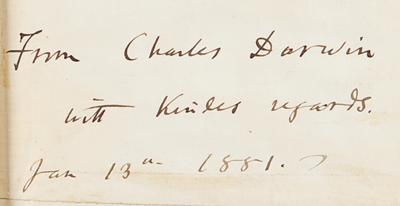 From Charles Darwin
with Kindest regards.
Jan 13th 1881.